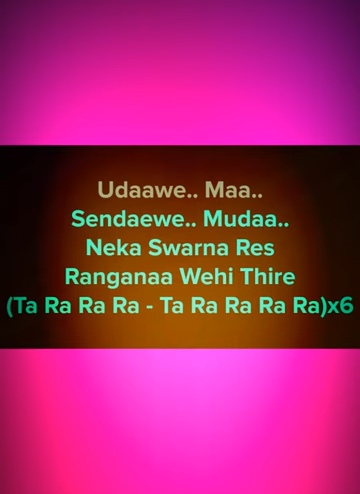 Udaawe.. Maa..
Sendaewe.. Mudaa..
Neka Swarna Res
Ranganaa Wehi Thire
(Ta Ra Ra Ra - Ta Ra Ra Ra Ra)x6